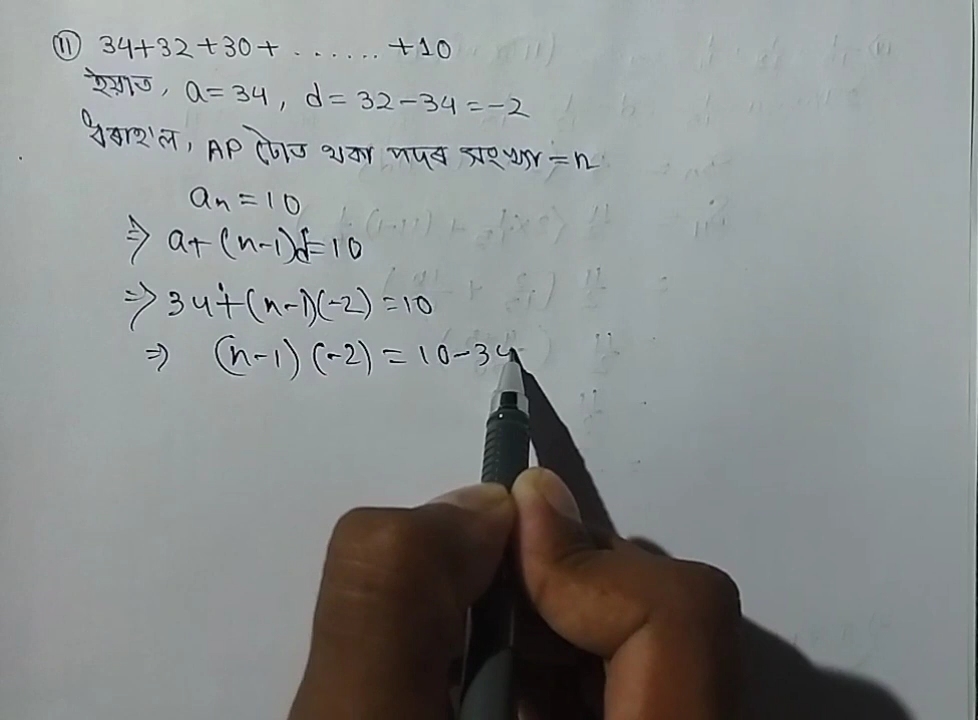 (ii) 34+32+30+.......+10
ইয়াত, a=34, d=32-34=-2
ধৰাহ'ল, AP টোত থকা পদৰ সংখ্যা=n
aₙ=10
⇒ a+(n-1)d=10
⇒ 34+(n-1)(-2)=10
⇒ (n-1)(-2)=10-34